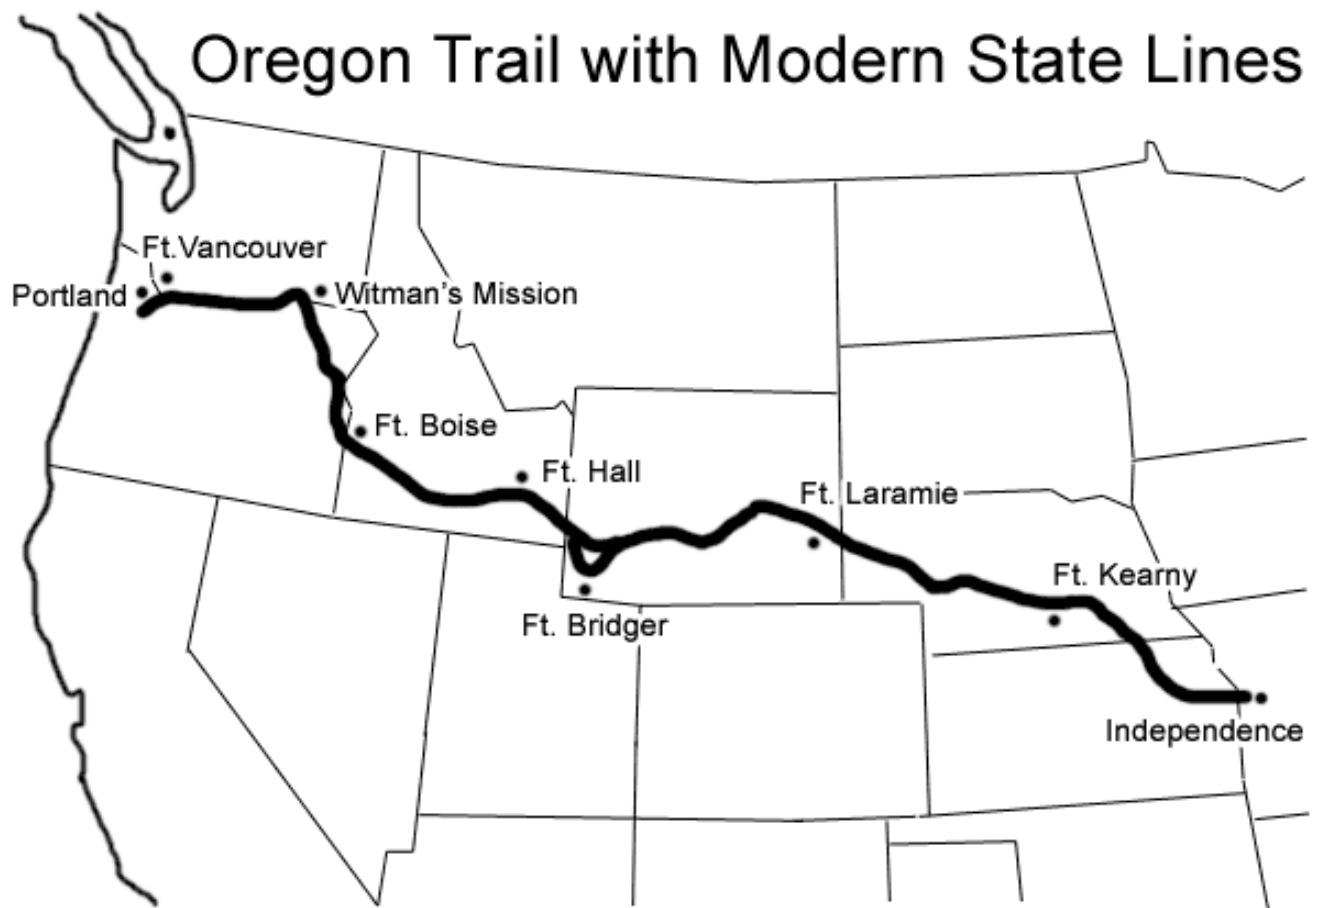 Oregon Trail with Modern State Lines
Ft.Vancouver
Portland
Witman's Mission
Ft. Boise
Ft. Hall
Ft. Laramie
Ft. Kearny
Ft. Bridger
Independence